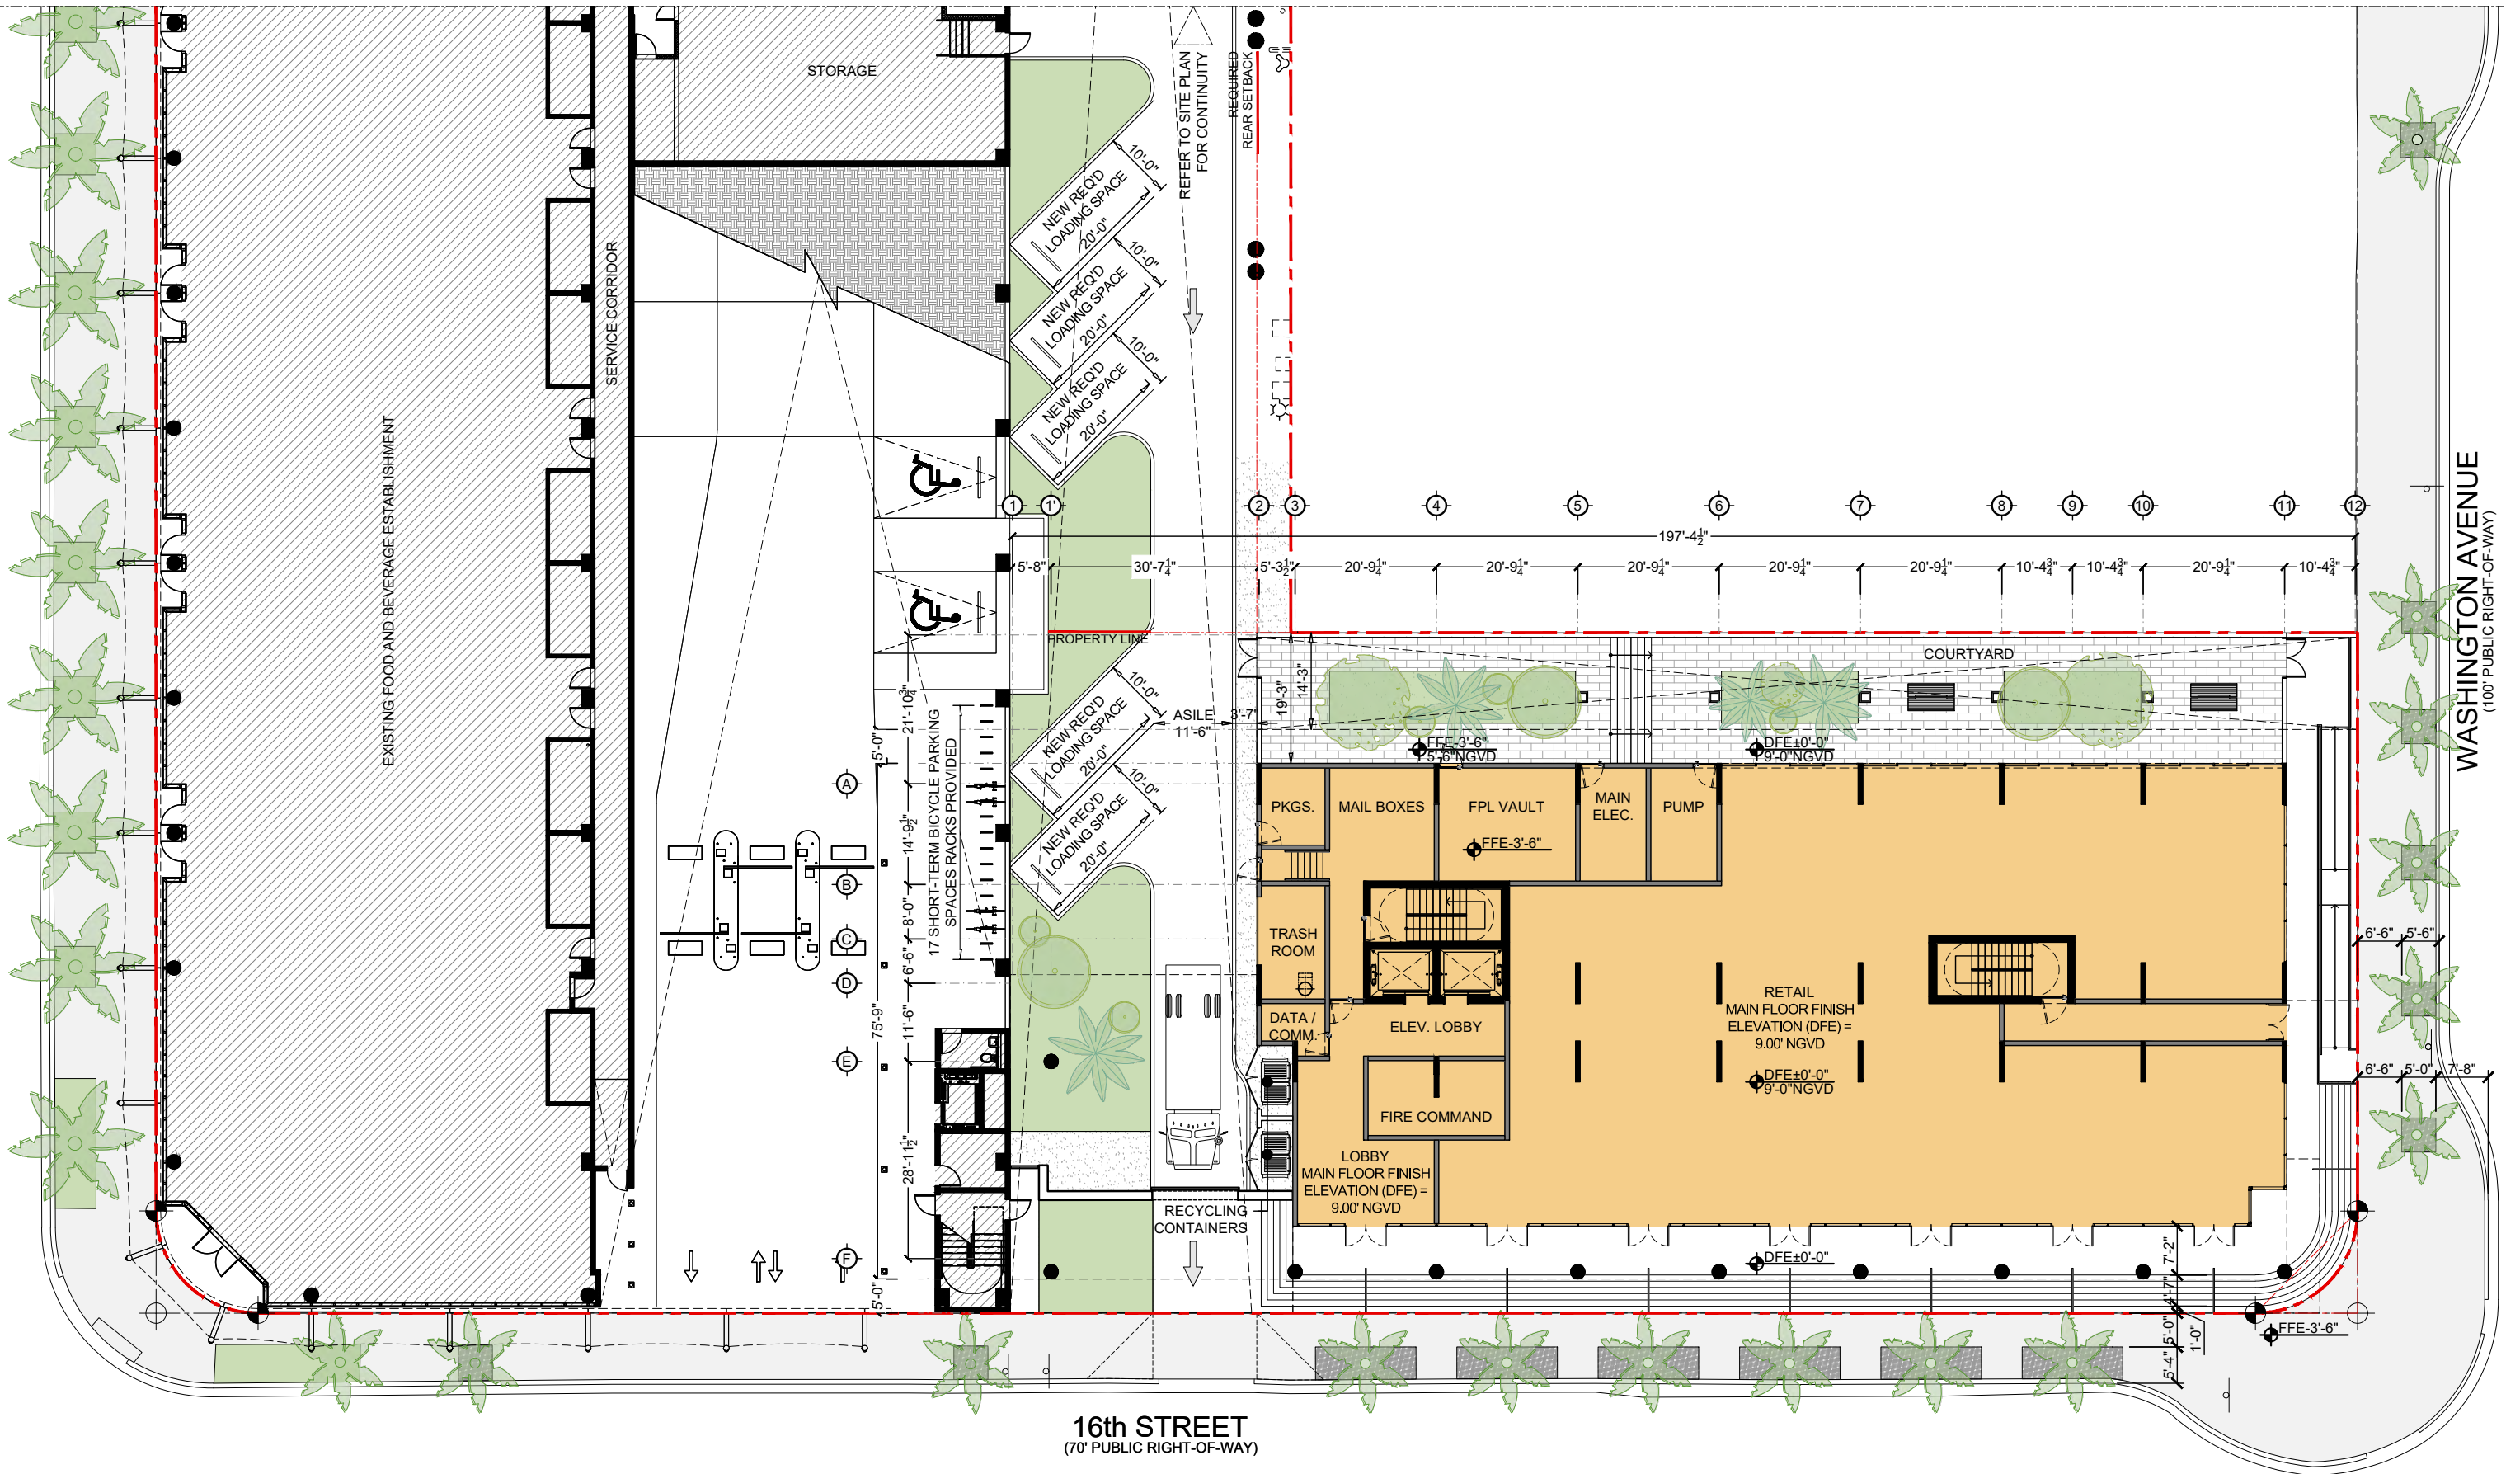 STORAGE
REFER TO SITE PLAN
FOR CONTINUITY
REQUIRED
REAR SETBACK
NEW REQ'D
LOADING SPACE
20'-0"
10'-0"
NEW REQ'D
LOADING SPACE
20'-0"
10'-0"
NEW REQ'D
LOADING SPACE
20'-0"
10'-0"
SERVICE CORRIDOR
EXISTING FOOD AND BEVERAGE ESTABLISHMENT
WASHINGTON AVENUE
(100' PUBLIC RIGHT-OF-WAY)
1
1'
2
3
4
5
6
7
8
9
10
11
12
197'-4½"
5'-8"
30'-7¼"
5'-3½"
20'-9¼"
20'-9¼"
20'-9¼"
20'-9¼"
20'-9¼"
10'-4¾"
10'-4¾"
20'-9¼"
10'-4¾"
PROPERTY LINE
COURTYARD
19'-3"
14'-3"
21'-10¾"
5'-0"
17 SHORT-TERM BICYCLE PARKING
SPACES RACKS PROVIDED
NEW REQ'D
LOADING SPACE
20'-0"
10'-0"
NEW REQ'D
LOADING SPACE
20'-0"
10'-0"
ASILE
11'-6"
3'-7"
FFE-3'-6"
5'-6"NGVD
DFE±0'-0"
9'-0"NGVD
A
B
C
D
E
F
14'-9½"
8'-0"
6'-6"
11'-6"
75'-9"
28'-11½"
5'-0"
PKGS.
MAIL BOXES
FPL VAULT
FFE-3'-6"
MAIN
ELEC.
PUMP
TRASH
ROOM
DATA /
COMM.
ELEV. LOBBY
FIRE COMMAND
RETAIL
MAIN FLOOR FINISH
ELEVATION (DFE) =
9.00' NGVD
DFE±0'-0"
9'-0"NGVD
LOBBY
MAIN FLOOR FINISH
ELEVATION (DFE) =
9.00' NGVD
6'-6"
5'-6"
6'-6"
5'-0"
7'-8"
RECYCLING
CONTAINERS
DFE±0'-0"
7'-2"
4'-7"
5'-0"
1'-0"
5'-4"
FFE-3'-6"
16th STREET
(70' PUBLIC RIGHT-OF-WAY)